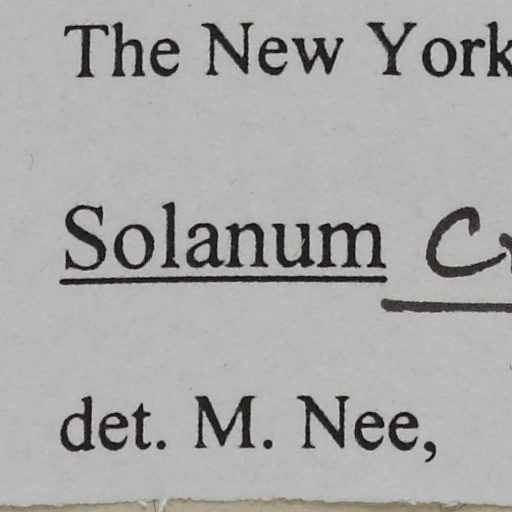 The New York
Solanum
det. M. Nee,